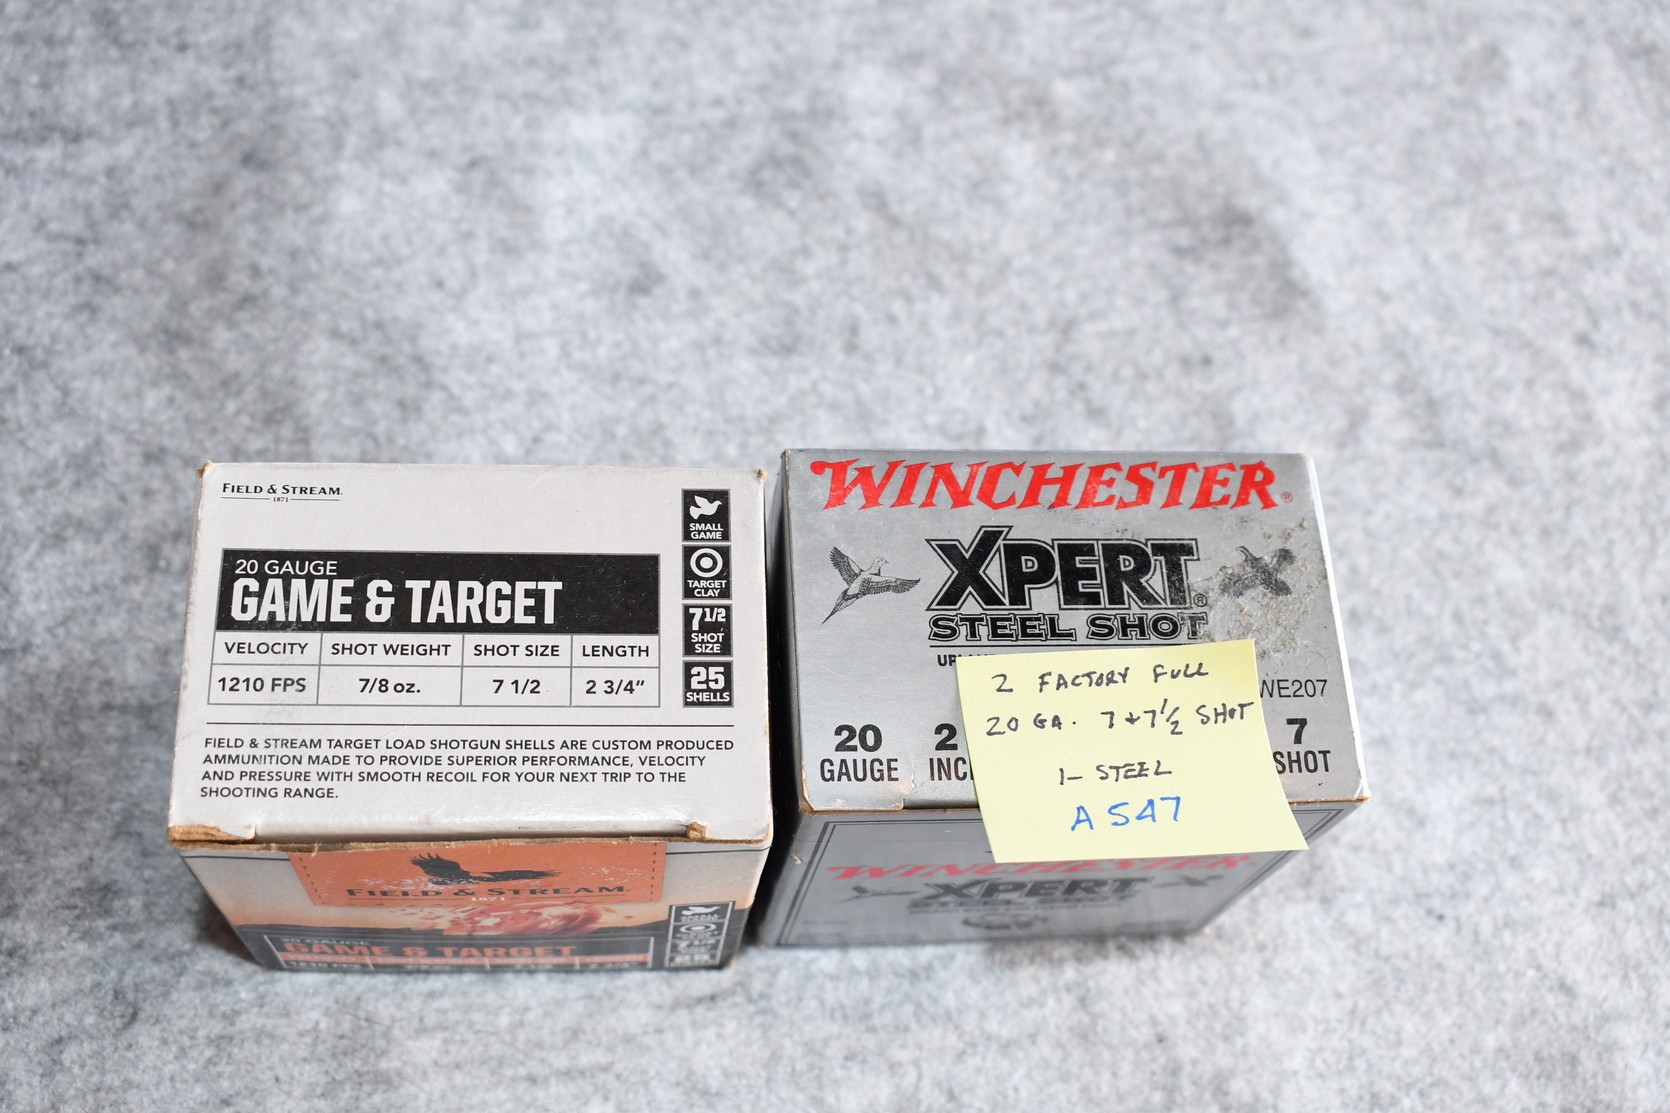 FIELD & STREAM
1871
20 GAUGE
GAME & TARGET
VELOCITY SHOT WEIGHT SHOT SIZE LENGTH
1210 FPS 7/8 oz. 7 1/2 2 3/4"
SMALL
GAME
TARGET
CLAY
7 1/2
SHOT
SIZE
25
SHELLS
FIELD & STREAM TARGET LOAD SHOTGUN SHELLS ARE CUSTOM PRODUCED
AMMUNITION MADE TO PROVIDE SUPERIOR PERFORMANCE, VELOCITY
AND PRESSURE WITH SMOOTH RECOIL FOR YOUR NEXT TRIP TO THE
SHOOTING RANGE.
FIELD & STREAM
1871
20 GAUGE
GAME & TARGET
WINCHESTER®
XPERT®
STEEL SHOT
WE207
20
GAUGE
2
7
SHOT
2 FACTORY FULL
20 GA. 7 + 7 1/2 SHOT
1- STEEL
A547
WINCHESTER
XPERT